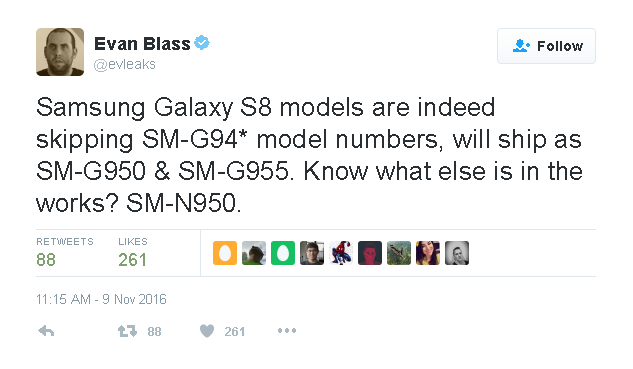 Evan Blass
@evleaks
Follow
Samsung Galaxy S8 models are indeed
skipping SM-G94* model numbers, will ship as
SM-G950 & SM-G955. Know what else is in the
works? SM-N950.
RETWEETS LIKES
88 261
11:15 AM - 9 Nov 2016
88 261